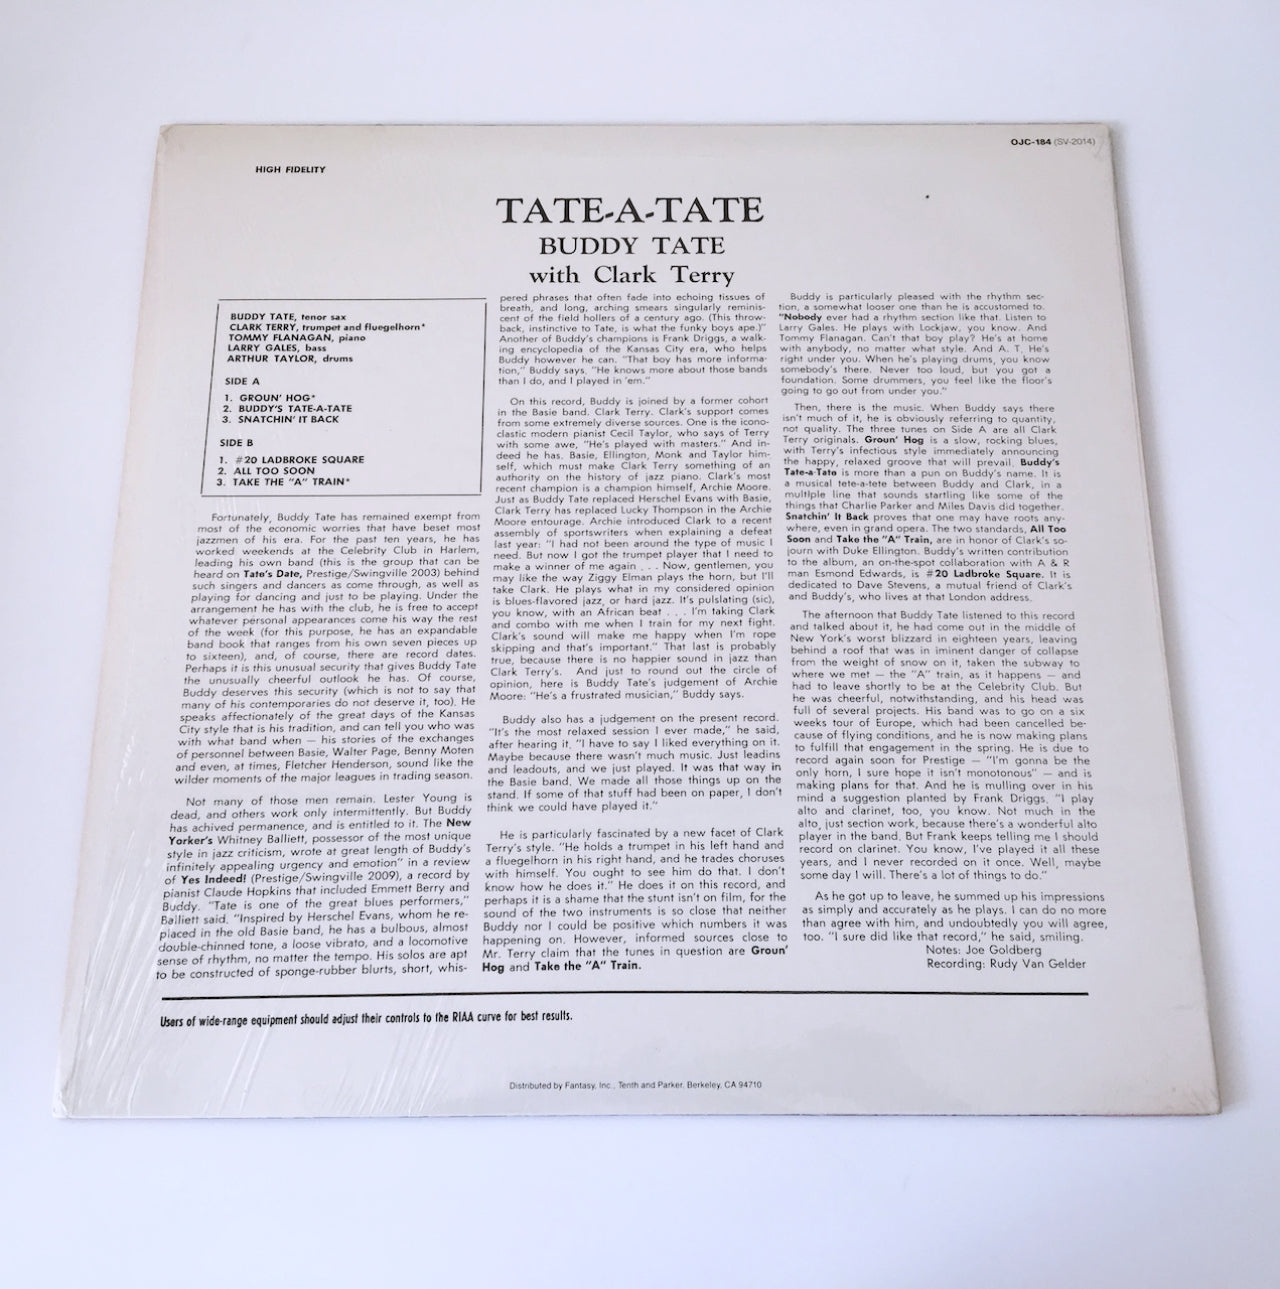 OJC-184 (SV-2014)
HIGH FIDELITY
TATE-A-TATE
BUDDY TATE
with Clark Terry
BUDDY TATE, tenor sax
CLARK TERRY, trumpet and fluegelhorn*
TOMMY FLANAGAN, piano
LARRY GALES, bass
ARTHUR TAYLOR, drums
SIDE A
1. GROUN' HOG*
2. BUDDY'S TATE-A-TATE
3. SNATCHIN' IT BACK
SIDE B
1. #20 LADBROKE SQUARE
2. ALL TOO SOON
3. TAKE THE "A" TRAIN*
Fortunately, Buddy Tate has remained exempt from
most of the economic worries that have beset most
jazzmen of his era. For the past ten years, he has
worked weekends at the Celebrity Club in Harlem,
leading his own band (this is the group that can be
heard on Tate's Date, Prestige/Swingville 2003) behind
such singers and dancers as come through, as well as
playing for dancing and just to be playing. Under the
arrangement he has with the club, he is free to accept
whatever personal appearances come his way the rest
of the week (for this purpose, he has an expandable
band book that ranges from his own seven pieces up
to sixteen), and, of course, there are record dates.
Perhaps it is this unusual security that gives Buddy Tate
the unusually cheerful outlook he has. Of course,
Buddy deserves this security (which is not to say that
many of his contemporaries do not deserve it, too). He
speaks affectionately of the great days of the Kansas
City style that is his tradition, and can tell you who was
with what band when — his stories of the exchanges
of personnel between Basie, Walter Page, Benny Moten
and even, at times, Fletcher Henderson, sound like the
wilder moments of the major leagues in trading season.
Not many of those men remain. Lester Young is
dead, and others work only intermittently. But Buddy
has achived permanence, and is entitled to it. The New
Yorker's Whitney Balliett, possessor of the most unique
style in jazz criticism, wrote at great length of Buddy's
infinitely appealing urgency and emotion" in a review
of Yes Indeed! (Prestige/Swingville 2009), a record by
pianist Claude Hopkins that included Emmett Berry and
Buddy. "Tate is one of the great blues performers,"
Balliett said. "Inspired by Herschel Evans, whom he re-
placed in the old Basie band, he has a bulbous, almost
double-chinned tone, a loose vibrato, and a locomotive
sense of rhythm, no matter the tempo. His solos are apt
to be constructed of sponge-rubber blurts, short, whis-
pered phrases that often fade into echoing tissues of
breath, and long, arching smears singularly reminis-
cent of the field hollers of a century ago. (This throw-
back, instinctive to Tate, is what the funky boys ape.)"
Another of Buddy's champions is Frank Driggs, a walk-
ing encyclopedia of the Kansas City era, who helps
Buddy however he can. "That boy has more informa-
tion," Buddy says. "He knows more about those bands
than I do, and I played in 'em."
On this record, Buddy is joined by a former cohort
in the Basie band. Clark Terry. Clark's support comes
from some extremely diverse sources. One is the icono-
clastic modern pianist Cecil Taylor, who says of Terry
with some awe, "He's played with masters." And in-
deed he has. Basie, Ellington, Monk and Taylor him-
self, which must make Clark Terry something of an
authority on the history of jazz piano. Clark's most
recent champion is a champion himself, Archie Moore.
Just as Buddy Tate replaced Herschel Evans with Basie,
Clark Terry has replaced Lucky Thompson in the Archie
Moore entourage. Archie introduced Clark to a recent
assembly of sportswriters when explaining a defeat
last year: "I had not been around the type of music I
need. But now I got the trumpet player that I need to
make a winner of me again . . . Now, gentlemen, you
may like the way Ziggy Elman plays the horn, but I'll
take Clark. He plays what in my considered opinion
is blues-flavored jazz, or hard jazz. It's pulslating (sic),
you know, with an African beat . . . I'm taking Clark
and combo with me when I train for my next fight.
Clark's sound will make me happy when I'm rope
skipping and that's important." That last is probably
true, because there is no happier sound in jazz than
Clark Terry's. And just to round out the circle of
opinion, here is Buddy Tate's judgement of Archie
Moore: "He's a frustrated musician," Buddy says.
Buddy also has a judgement on the present record.
"It's the most relaxed session I ever made," he said,
after hearing it. "I have to say I liked everything on it.
Maybe because there wasn't much music. Just leadins
and leadouts, and we just played. It was that way in
the Basie band. We made all those things up on the
stand. If some of that stuff had been on paper, I don't
think we could have played it."
He is particularly fascinated by a new facet of Clark
Terry's style. "He holds a trumpet in his left hand and
a fluegelhorn in his right hand, and he trades choruses
with himself. You ought to see him do that. I don't
know how he does it." He does it on this record, and
perhaps it is a shame that the stunt isn't on film, for the
sound of the two instruments is so close that neither
Buddy nor I could be positive which numbers it was
happening on. However, informed sources close to
Mr. Terry claim that the tunes in question are Groun'
Hog and Take the "A" Train.
Buddy is particularly pleased with the rhythm sec-
tion, a somewhat looser one than he is accustomed to.
"Nobody ever had a rhythm section like that. Listen to
Larry Gales. He plays with Lockjaw, you know. And
Tommy Flanagan. Can't that boy play? He's at home
with anybody, no matter what style. And A. T. He's
right under you. When he's playing drums, you know
somebody's there. Never too loud, but you got a
foundation. Some drummers, you feel like the floor's
going to go out from under you."
Then, there is the music. When Buddy says there
isn't much of it, he is obviously referring to quantity,
not quality. The three tunes on Side A are all Clark
Terry originals. Groun' Hog is a slow, rocking blues,
with Terry's infectious style immediately announcing
the happy, relaxed groove that will prevail. Buddy's
Tate-a-Tate is more than a pun on Buddy's name. It is
a musical tete-a-tete between Buddy and Clark, in a
multiple line that sounds startling like some of the
things that Charlie Parker and Miles Davis did together.
Snatchin' It Back proves that one may have roots any-
where, even in grand opera. The two standards, All Too
Soon and Take the "A" Train, are in honor of Clark's so-
journ with Duke Ellington. Buddy's written contribution
to the album, an on-the-spot collaboration with A & R
man Esmond Edwards, is #20 Ladbroke Square. It is
dedicated to Dave Stevens, a mutual friend of Clark's
and Buddy's, who lives at that London address.
The afternoon that Buddy Tate listened to this record
and talked about it, he had come out in the middle of
New York's worst blizzard in eighteen years, leaving
behind a roof that was in iminent danger of collapse
from the weight of snow on it, taken the subway to
where we met — the "A" train, as it happens — and
had to leave shortly to be at the Celebrity Club. But
he was cheerful, notwithstanding, and his head was
full of several projects. His band was to go on a six
weeks tour of Europe, which had been cancelled be-
cause of flying conditions, and he is now making plans
to fulfill that engagement in the spring. He is due to
record again soon for Prestige — "I'm gonna be the
only horn, I sure hope it isn't monotonous" — and is
making plans for that. And he is mulling over in his
mind a suggestion planted by Frank Driggs. "I play
alto and clarinet, too, you know. Not much in the
alto, just section work, because there's a wonderful alto
player in the band. But Frank keeps telling me I should
record on clarinet. You know, I've played it all these
years, and I never recorded on it once. Well, maybe
some day I will. There's a lot of things to do."
As he got up to leave, he summed up his impressions
as simply and accurately as he plays. I can do no more
than agree with him, and undoubtedly you will agree,
too. "I sure did like that record," he said, smiling.
Notes: Joe Goldberg
Recording: Rudy Van Gelder
Users of wide-range equipment should adjust their controls to the RIAA curve for best results.
Distributed by Fantasy, Inc., Tenth and Parker, Berkeley, CA 94710